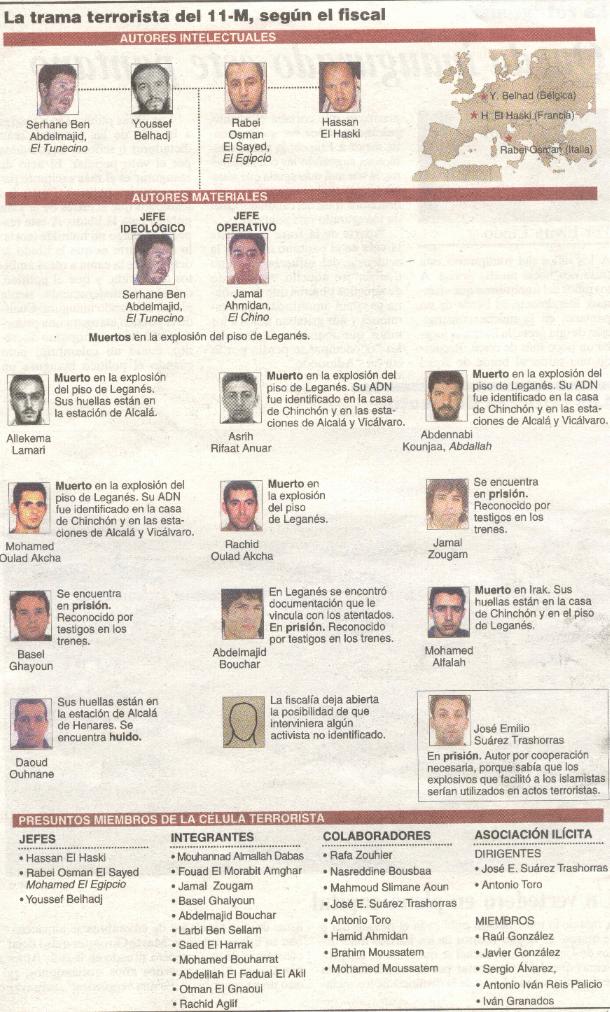 La trama terrorista del 11-M, según el fiscal
AUTORES INTELECTUALES
Serhane Ben
Abdelmajid,
El Tunecino
Youssef
Belhadj
Rabei
Osman
El Sayed,
El Egipcio
Hassan
El Haski
Y. Belhad (Bélgica)
H. El Haski (Francia)
Rabei Osman (Italia)
AUTORES MATERIALES
JEFE
IDEOLÓGICO
Serhane Ben
Abdelmajid,
El Tunecino
JEFE
OPERATIVO
Jamal
Ahmidan,
El Chino
Muertos en la explosión del piso de Leganés.
Muerto en la explosión
del piso de Leganés.
Sus huellas están en
la estación de Alcalá.
Allekema
Lamari
Muerto en la explosión del
piso de Leganés. Su ADN
fue identificado en la casa
de Chinchón y en las esta-
ciones de Alcalá y Vicálvaro.
Asrih
Rifaat Anuar
Muerto en la explosión del
piso de Leganés. Su ADN
fue identificado en la casa
de Chinchón y en las esta-
ciones de Alcalá y Vicálvaro.
Abdennabi
Kounjaa, Abdallah
Muerto en la explosión del
piso de Leganés. Su ADN
fue identificado en la casa
de Chinchón y en las esta-
ciones de Alcalá y Vicálvaro.
Mohamed
Oulad Akcha
Muerto en
la explosión
del piso
de Leganés.
Rachid
Oulad Akcha
Se encuentra
en prisión.
Reconocido por
testigos en los
trenes.
Jamal
Zougam
Se encuentra
en prisión.
Reconocido por
testigos en los
trenes.
Basel
Ghayoun
En Leganés se encontró
documentación que le
vincula con los atentados.
En prisión. Reconocido
por testigos en los trenes.
Abdelmajid
Bouchar
Muerto en Irak. Sus
huellas están en la casa
de Chinchón y en el piso
de Leganés.
Mohamed
Alfalah
Sus huellas están en
la estación de Alcalá
de Henares. Se
encuentra huido.
Daoud
Ouhnane
La fiscalía deja abierta
la posibilidad de que
interviniera algún
activista no identificado.
José Emilio
Suárez Trashorras
En prisión. Autor por cooperación
necesaria, porque sabía que los
explosivos que facilitó a los islamistas
serían utilizados en actos terroristas.
PRESUNTOS MIEMBROS DE LA CÉLULA TERRORISTA
JEFES
• Hassan El Haski
• Rabei Osman El Sayed
Mohamed El Egipcio
• Youssef Belhadj
INTEGRANTES
• Mouhannad Almallah Dabas
• Fouad El Morabit Amghar
• Jamal Zougam
• Basel Ghalyoun
• Abdelmajid Bouchar
• Larbi Ben Sellam
• Saed El Harrak
• Mohamed Bouharrat
• Abdelilah El Fadual El Akil
• Otman El Gnaoui
• Rachid Aglif
COLABORADORES
• Rafa Zouhier
• Nasreddine Bousbaa
• Mahmoud Slimane Aoun
• José E. Suárez Trashorras
• Antonio Toro
• Hamid Ahmidan
• Brahim Moussatem
• Mohamed Moussatem
ASOCIACIÓN ILÍCITA
DIRIGENTES
• José E. Suárez Trashorras
• Antonio Toro
MIEMBROS
• Raúl González
• Javier González
• Sergio Álvarez,
• Antonio Iván Reis Palicio
• Iván Granados